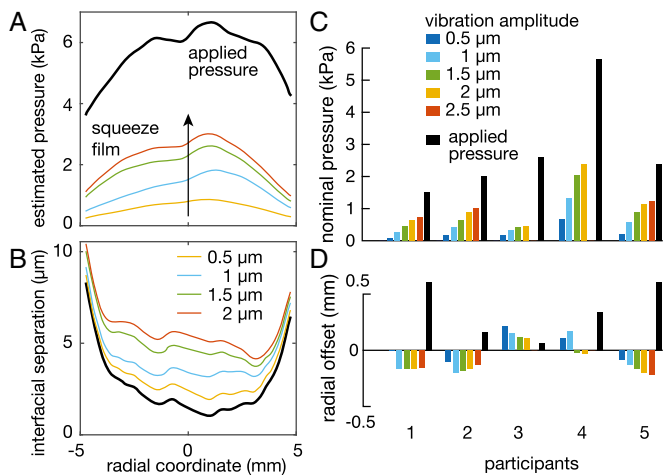 A
estimated pressure (kPa)
6
4
2
0
applied
pressure
squeeze
film
B
interfacial separation (µm)
10
5
0
0.5 µm
1 µm
1.5 µm
2 µm
-5
0
5
radial coordinate (mm)
C
nominal pressure (kPa)
6
5
4
3
2
1
0
vibration amplitude
0.5 µm
1 µm
1.5 µm
2 µm
2.5 µm
applied
pressure
D
radial offset (mm)
0.5
0
-0.5
1
2
3
4
5
participants